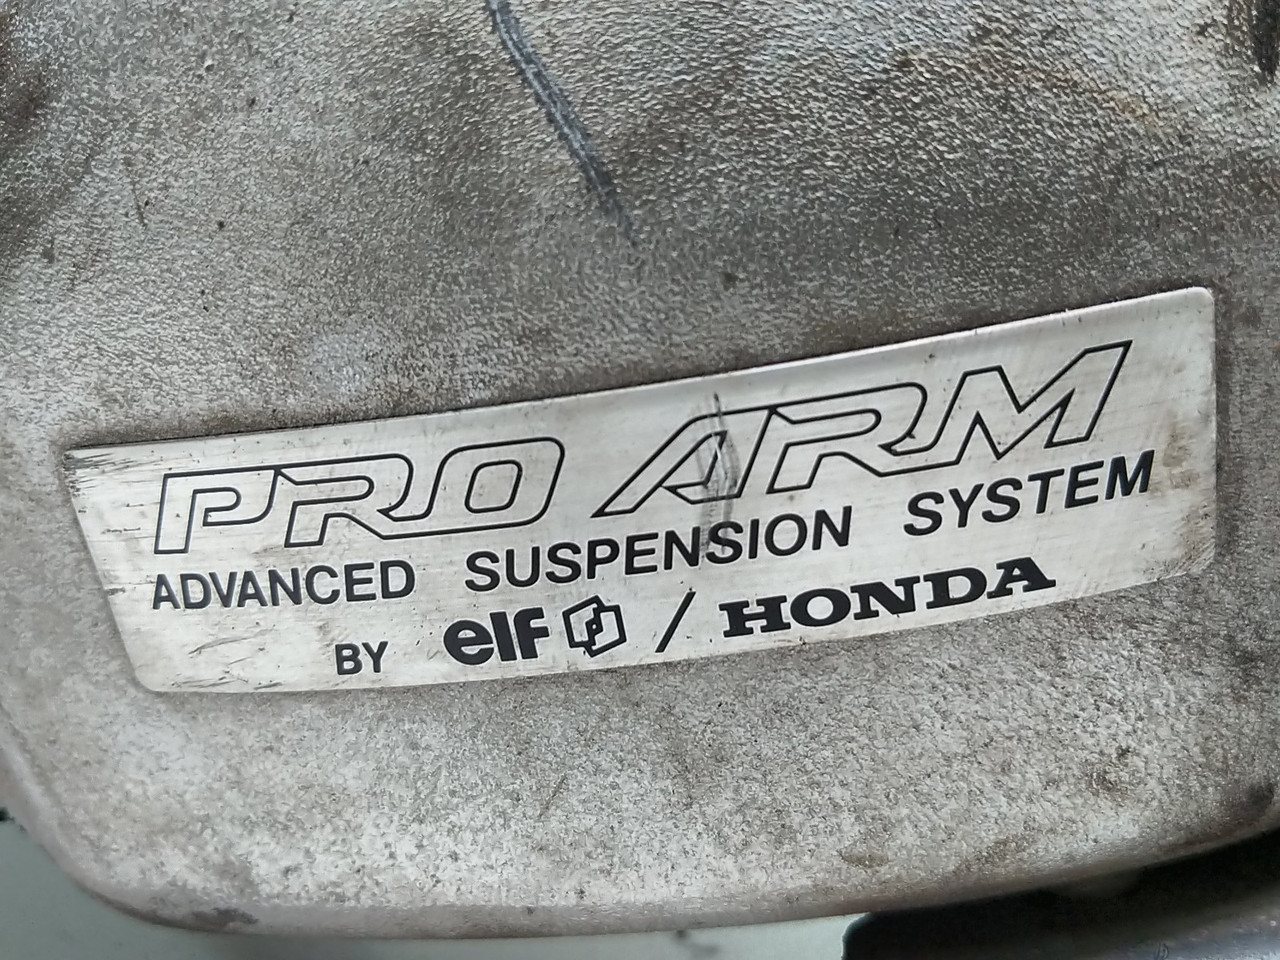 PRO ARM
ADVANCED SUSPENSION SYSTEM
BY elf / HONDA